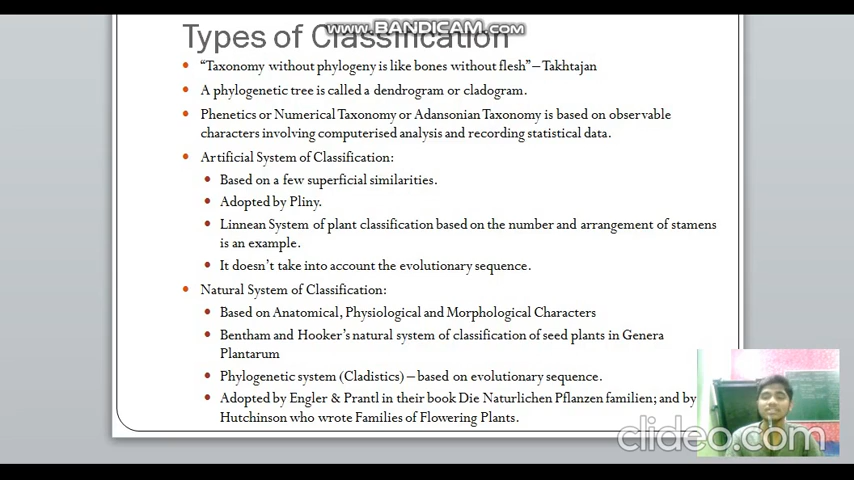 www.BANDICAM.com
Types of Classification
• "Taxonomy without phylogeny is like bones without flesh" – Takhtajan
• A phylogenetic tree is called a dendrogram or cladogram.
• Phenetics or Numerical Taxonomy or Adansonian Taxonomy is based on observable
characters involving computerised analysis and recording statistical data.
• Artificial System of Classification:
• Based on a few superficial similarities.
• Adopted by Pliny.
• Linnean System of plant classification based on the number and arrangement of stamens
is an example.
• It doesn't take into account the evolutionary sequence.
• Natural System of Classification:
• Based on Anatomical, Physiological and Morphological Characters
• Bentham and Hooker's natural system of classification of seed plants in Genera
Plantarum
• Phylogenetic system (Cladistics) – based on evolutionary sequence.
• Adopted by Engler & Prantl in their book Die Naturlichen Pflanzen familien; and by
Hutchinson who wrote Families of Flowering Plants.
clideo.com